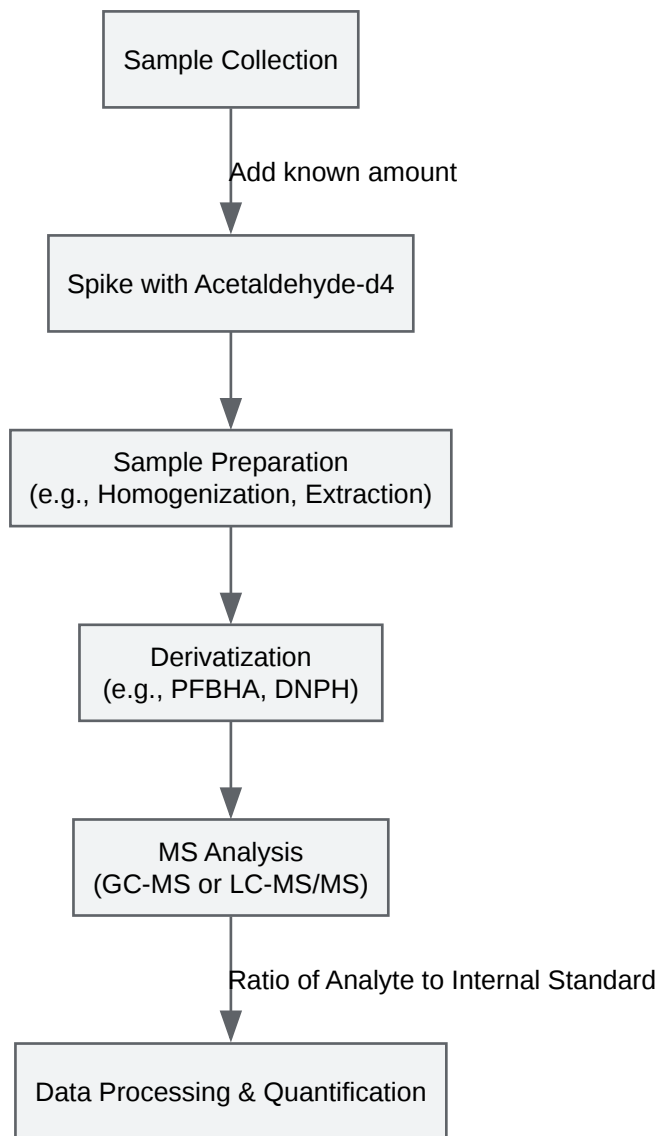 Sample Collection
Add known amount
Spike with Acetaldehyde-d4
Sample Preparation
(e.g., Homogenization, Extraction)
Derivatization
(e.g., PFBHA, DNPH)
MS Analysis
(GC-MS or LC-MS/MS)
Ratio of Analyte to Internal Standard
Data Processing & Quantification